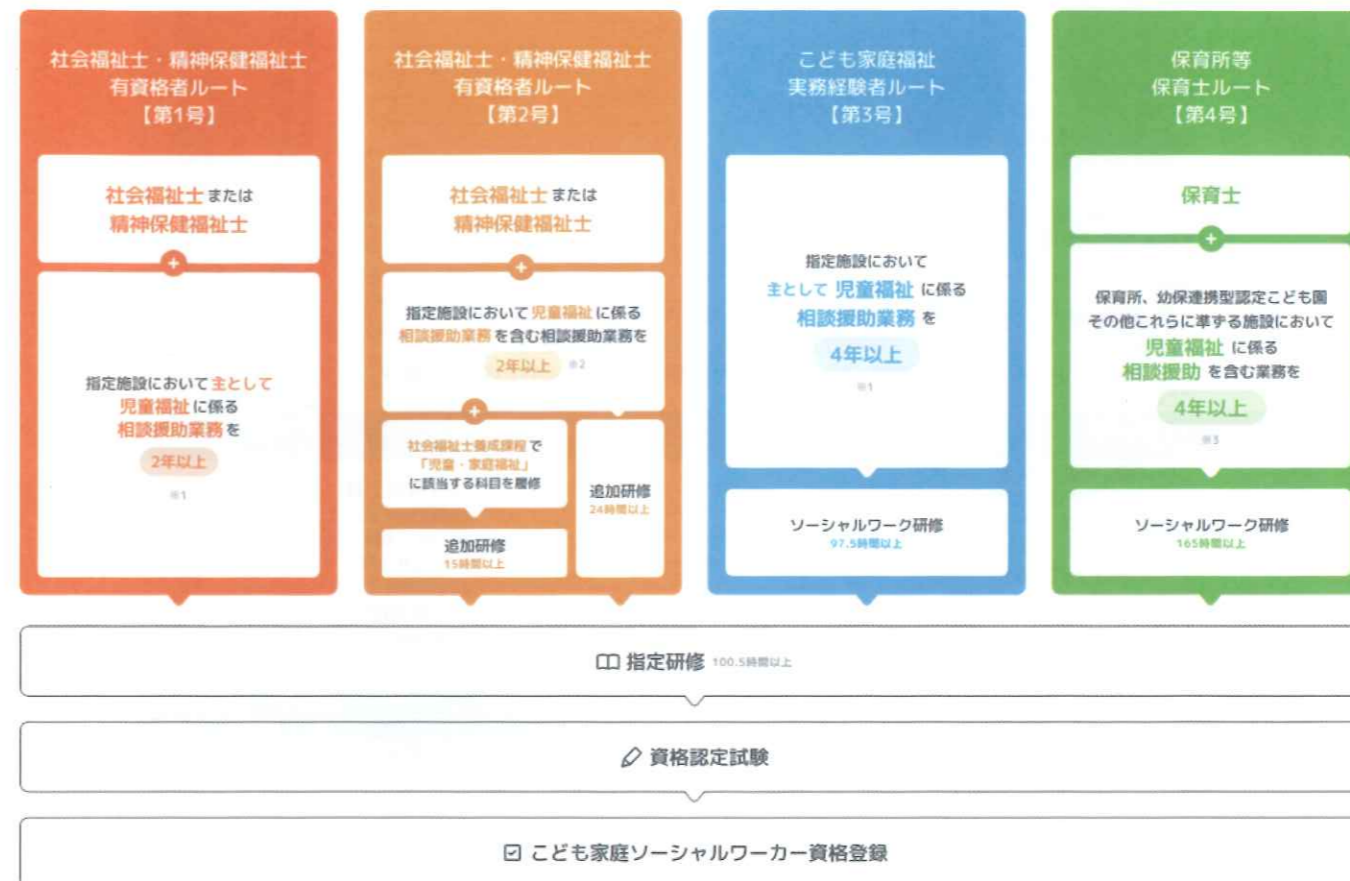 社会福祉士・精神保健福祉士
有資格者ルート
【第1号】
社会福祉士 または
精神保健福祉士
+
指定施設において 主として
児童福祉 に係る
相談援助業務 を
2年以上
※1
社会福祉士・精神保健福祉士
有資格者ルート
【第2号】
社会福祉士 または
精神保健福祉士
+
指定施設において 児童福祉 に係る
相談援助業務 を含む相談援助業務を
2年以上 ※2
+
社会福祉士養成課程 で
「児童・家庭福祉」
に該当する科目を履修
追加研修
15時間以上
追加研修
24時間以上
こども家庭福祉
実務経験者ルート
【第3号】
指定施設において
主として 児童福祉 に係る
相談援助業務 を
4年以上
※1
ソーシャルワーク研修
97.5時間以上
保育所等
保育士ルート
【第4号】
保育士
+
保育所、幼保連携型認定こども園
その他これらに準ずる施設において
児童福祉 に係る
相談援助 を含む業務を
4年以上
※3
ソーシャルワーク研修
165時間以上
指定研修 100.5時間以上
資格認定試験
こども家庭ソーシャルワーカー資格登録